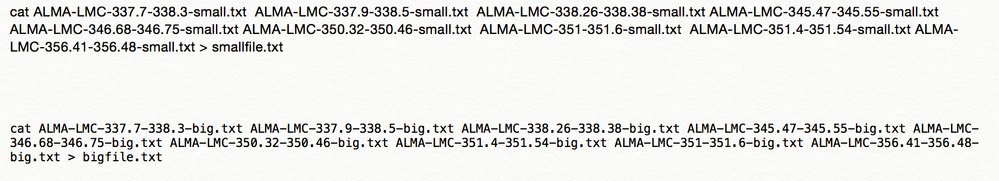 cat ALMA-LMC-337.7-338.3-small.txt  ALMA-LMC-337.9-338.5-small.txt  ALMA-LMC-338.26-338.38-small.txt ALMA-LMC-345.47-345.55-small.txt
ALMA-LMC-346.68-346.75-small.txt ALMA-LMC-350.32-350.46-small.txt  ALMA-LMC-351-351.6-small.txt  ALMA-LMC-351.4-351.54-small.txt ALMA-
LMC-356.41-356.48-small.txt > smallfile.txt
cat ALMA-LMC-337.7-338.3-big.txt ALMA-LMC-337.9-338.5-big.txt ALMA-LMC-338.26-338.38-big.txt ALMA-LMC-345.47-345.55-big.txt ALMA-LMC-
346.68-346.75-big.txt ALMA-LMC-350.32-350.46-big.txt ALMA-LMC-351.4-351.54-big.txt ALMA-LMC-351-351.6-big.txt ALMA-LMC-356.41-356.48-
big.txt > bigfile.txt